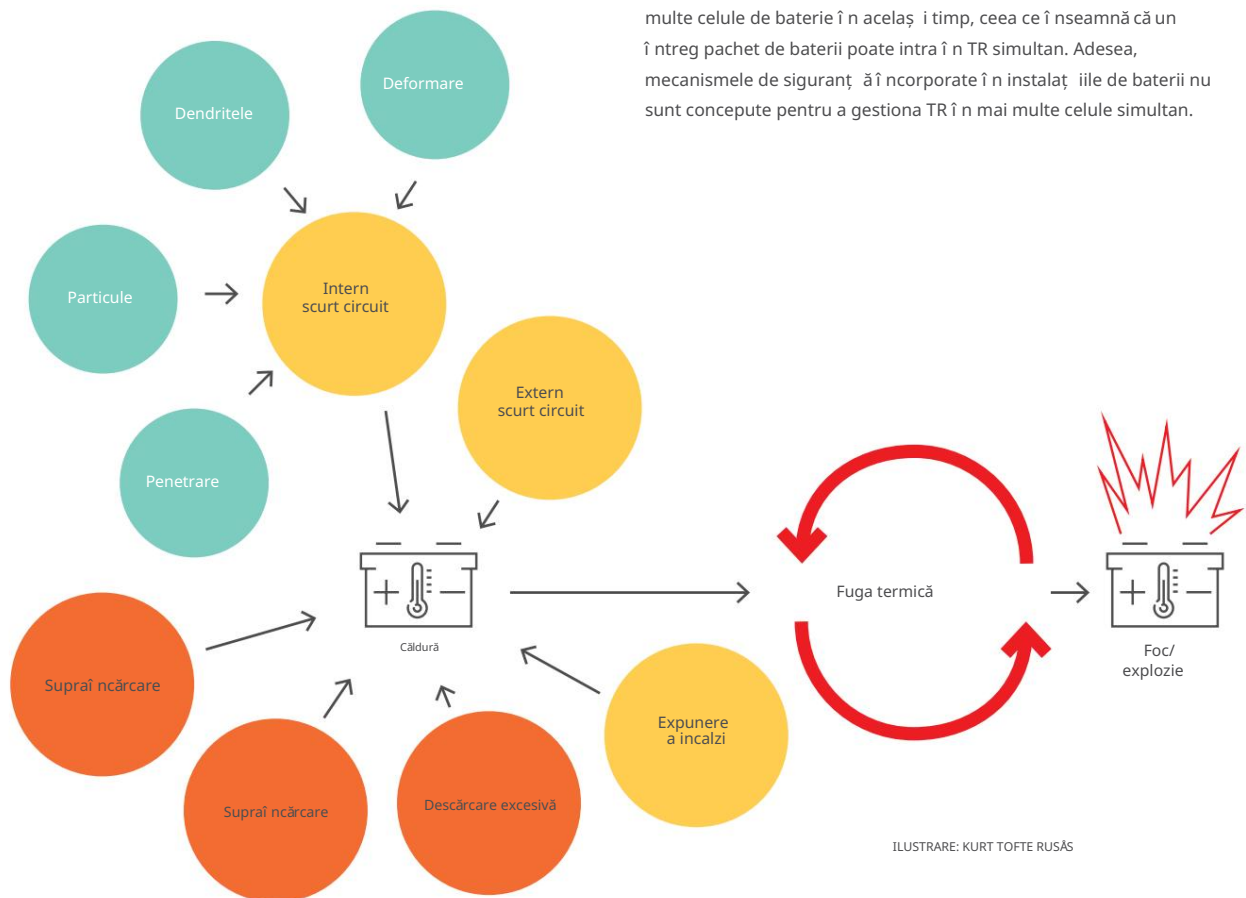 multe celule de baterie î n acelaș i timp, ceea ce î nseamnă că un
î ntreg pachet de baterii poate intra î n TR simultan. Adesea,
mecanismele de siguranț ă î ncorporate î n instalaț iile de baterii nu
sunt concepute pentru a gestiona TR î n mai multe celule simultan.
Deformare
Dendritele
Particule
Intern
scurt circuit
Extern
scurt circuit
Penetrare
Căldură
Fuga termică
Foc/
explozie
Supraî ncărcare
Expunere
a incalzi
Supraî ncărcare
Descărcare excesivă
ILUSTRARE: KURT TOFTE RUSÅS